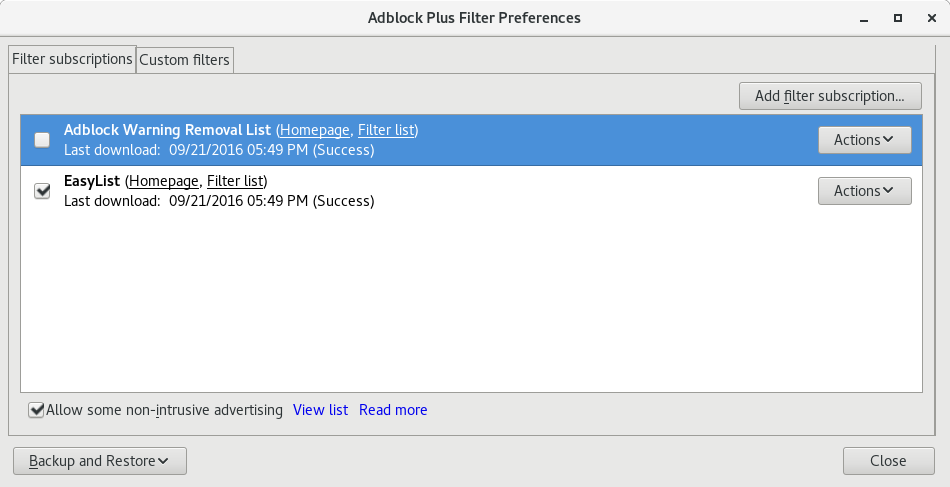 Adblock Plus Filter Preferences
Filter subscriptions
Custom filters
Add filter subscription...
Adblock Warning Removal List (Homepage, Filter list)
Last download: 09/21/2016 05:49 PM (Success)
Actions
EasyList (Homepage, Filter list)
Last download: 09/21/2016 05:49 PM (Success)
Actions
Allow some non-intrusive advertising View list Read more
Backup and Restore
Close